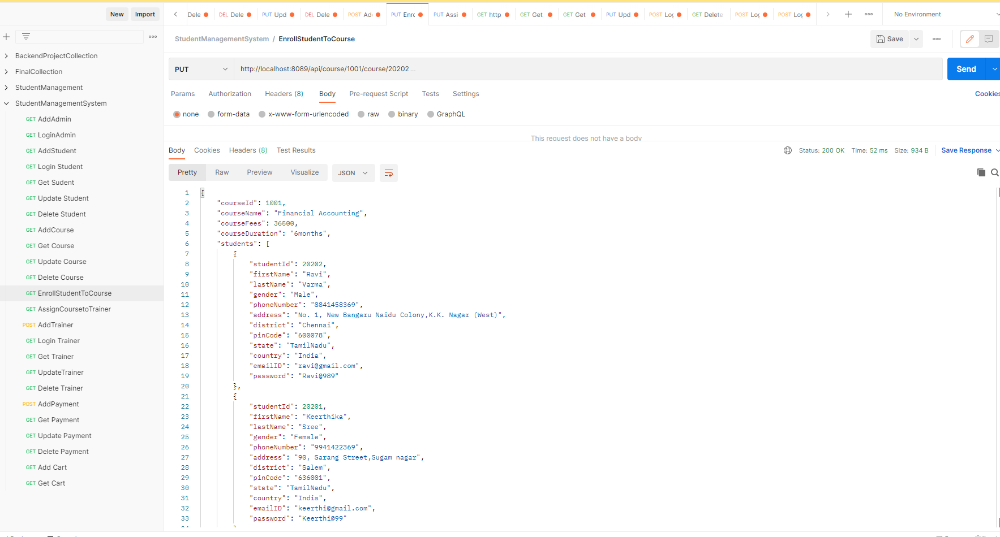 New Import
Dele DEL Dele PUT Upd DEL Dele POST Ad PUT Enrc PUT Assi GET http GET Get GET Get PUT Upd POST Log GET Delete POST Log POST Log No Environment
StudentManagementSystem / EnrollStudentToCourse Save
BackendProjectCollection
FinalCollection
StudentManagement
StudentManagementSystem
GET AddAdmin
GET LoginAdmin
GET AddStudent
GET Login Student
GET Get Sudent
GET Update Student
GET Delete Student
GET AddCourse
GET Get Course
GET Update Course
GET Delete Course
GET EnrollStudentToCourse
GET AssignCoursetoTrainer
POST AddTrainer
GET Login Trainer
GET Get Trainer
GET UpdateTrainer
GET Delete Trainer
POST AddPayment
GET Get Payment
GET Update Payment
GET Delete Payment
GET Add Cart
GET Get Cart
PUT http://localhost:8089/api/course/1001/course/20202... Send
Params Authorization Headers (8) Body Pre-request Script Tests Settings Cookies
none form-data x-www-form-urlencoded raw binary GraphQL
This request does not have a body
Body Cookies Headers (8) Test Results Status: 200 OK Time: 52 ms Size: 934 B Save Response
Pretty Raw Preview Visualize JSON
1 {
2 "courseId": 1001,
3 "courseName": "Financial Accounting",
4 "courseFees": 36500,
5 "courseDuration": "6months",
6 "students": [
7 {
8 "studentId": 20202,
9 "firstName": "Ravi",
10 "lastName": "Varma",
11 "gender": "Male",
12 "phoneNumber": "8841458369",
13 "address": "No. 1, New Bangaru Naidu Colony,K.K. Nagar (West)",
14 "district": "Chennai",
15 "pinCode": "600078",
16 "state": "TamilNadu",
17 "country": "India",
18 "emailID": "ravi@gmail.com",
19 "password": "Ravi@989"
20 },
21 {
22 "studentId": 20201,
23 "firstName": "Keerthika",
24 "lastName": "Sree",
25 "gender": "Female",
26 "phoneNumber": "9941422369",
27 "address": "90, Sarang Street,Sugam nagar",
28 "district": "Salem",
29 "pinCode": "636001",
30 "state": "TamilNadu",
31 "country": "India",
32 "emailID": "keerthi@gmail.com",
33 "password": "Keerthi@99"